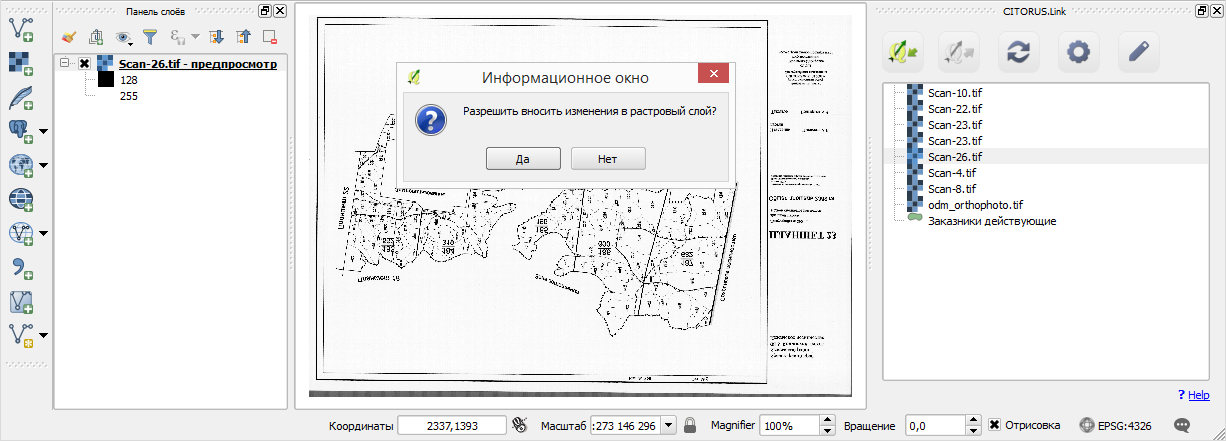 Панель слоёв
Scan-26.tif - предпросмотр
128
255
Информационное окно
Разрешить вносить изменения в растровый слой?
Да
Нет
ПЛАНШЕТ 23
CITORUS.Link
Scan-10.tif
Scan-22.tif
Scan-23.tif
Scan-23.tif
Scan-26.tif
Scan-4.tif
Scan-8.tif
odm_orthophoto.tif
Заказники действующие
? Help
Координаты 2337,1393 Масштаб :273 146 296 Magnifier 100% Вращение 0,0 Отрисовка EPSG:4326